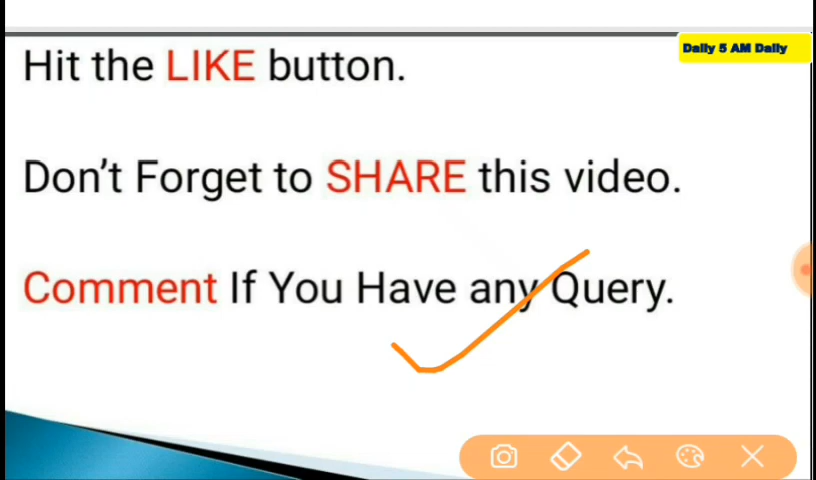 Daily 5 AM Daily
Hit the LIKE button.
Don't Forget to SHARE this video.
Comment If You Have any Query.